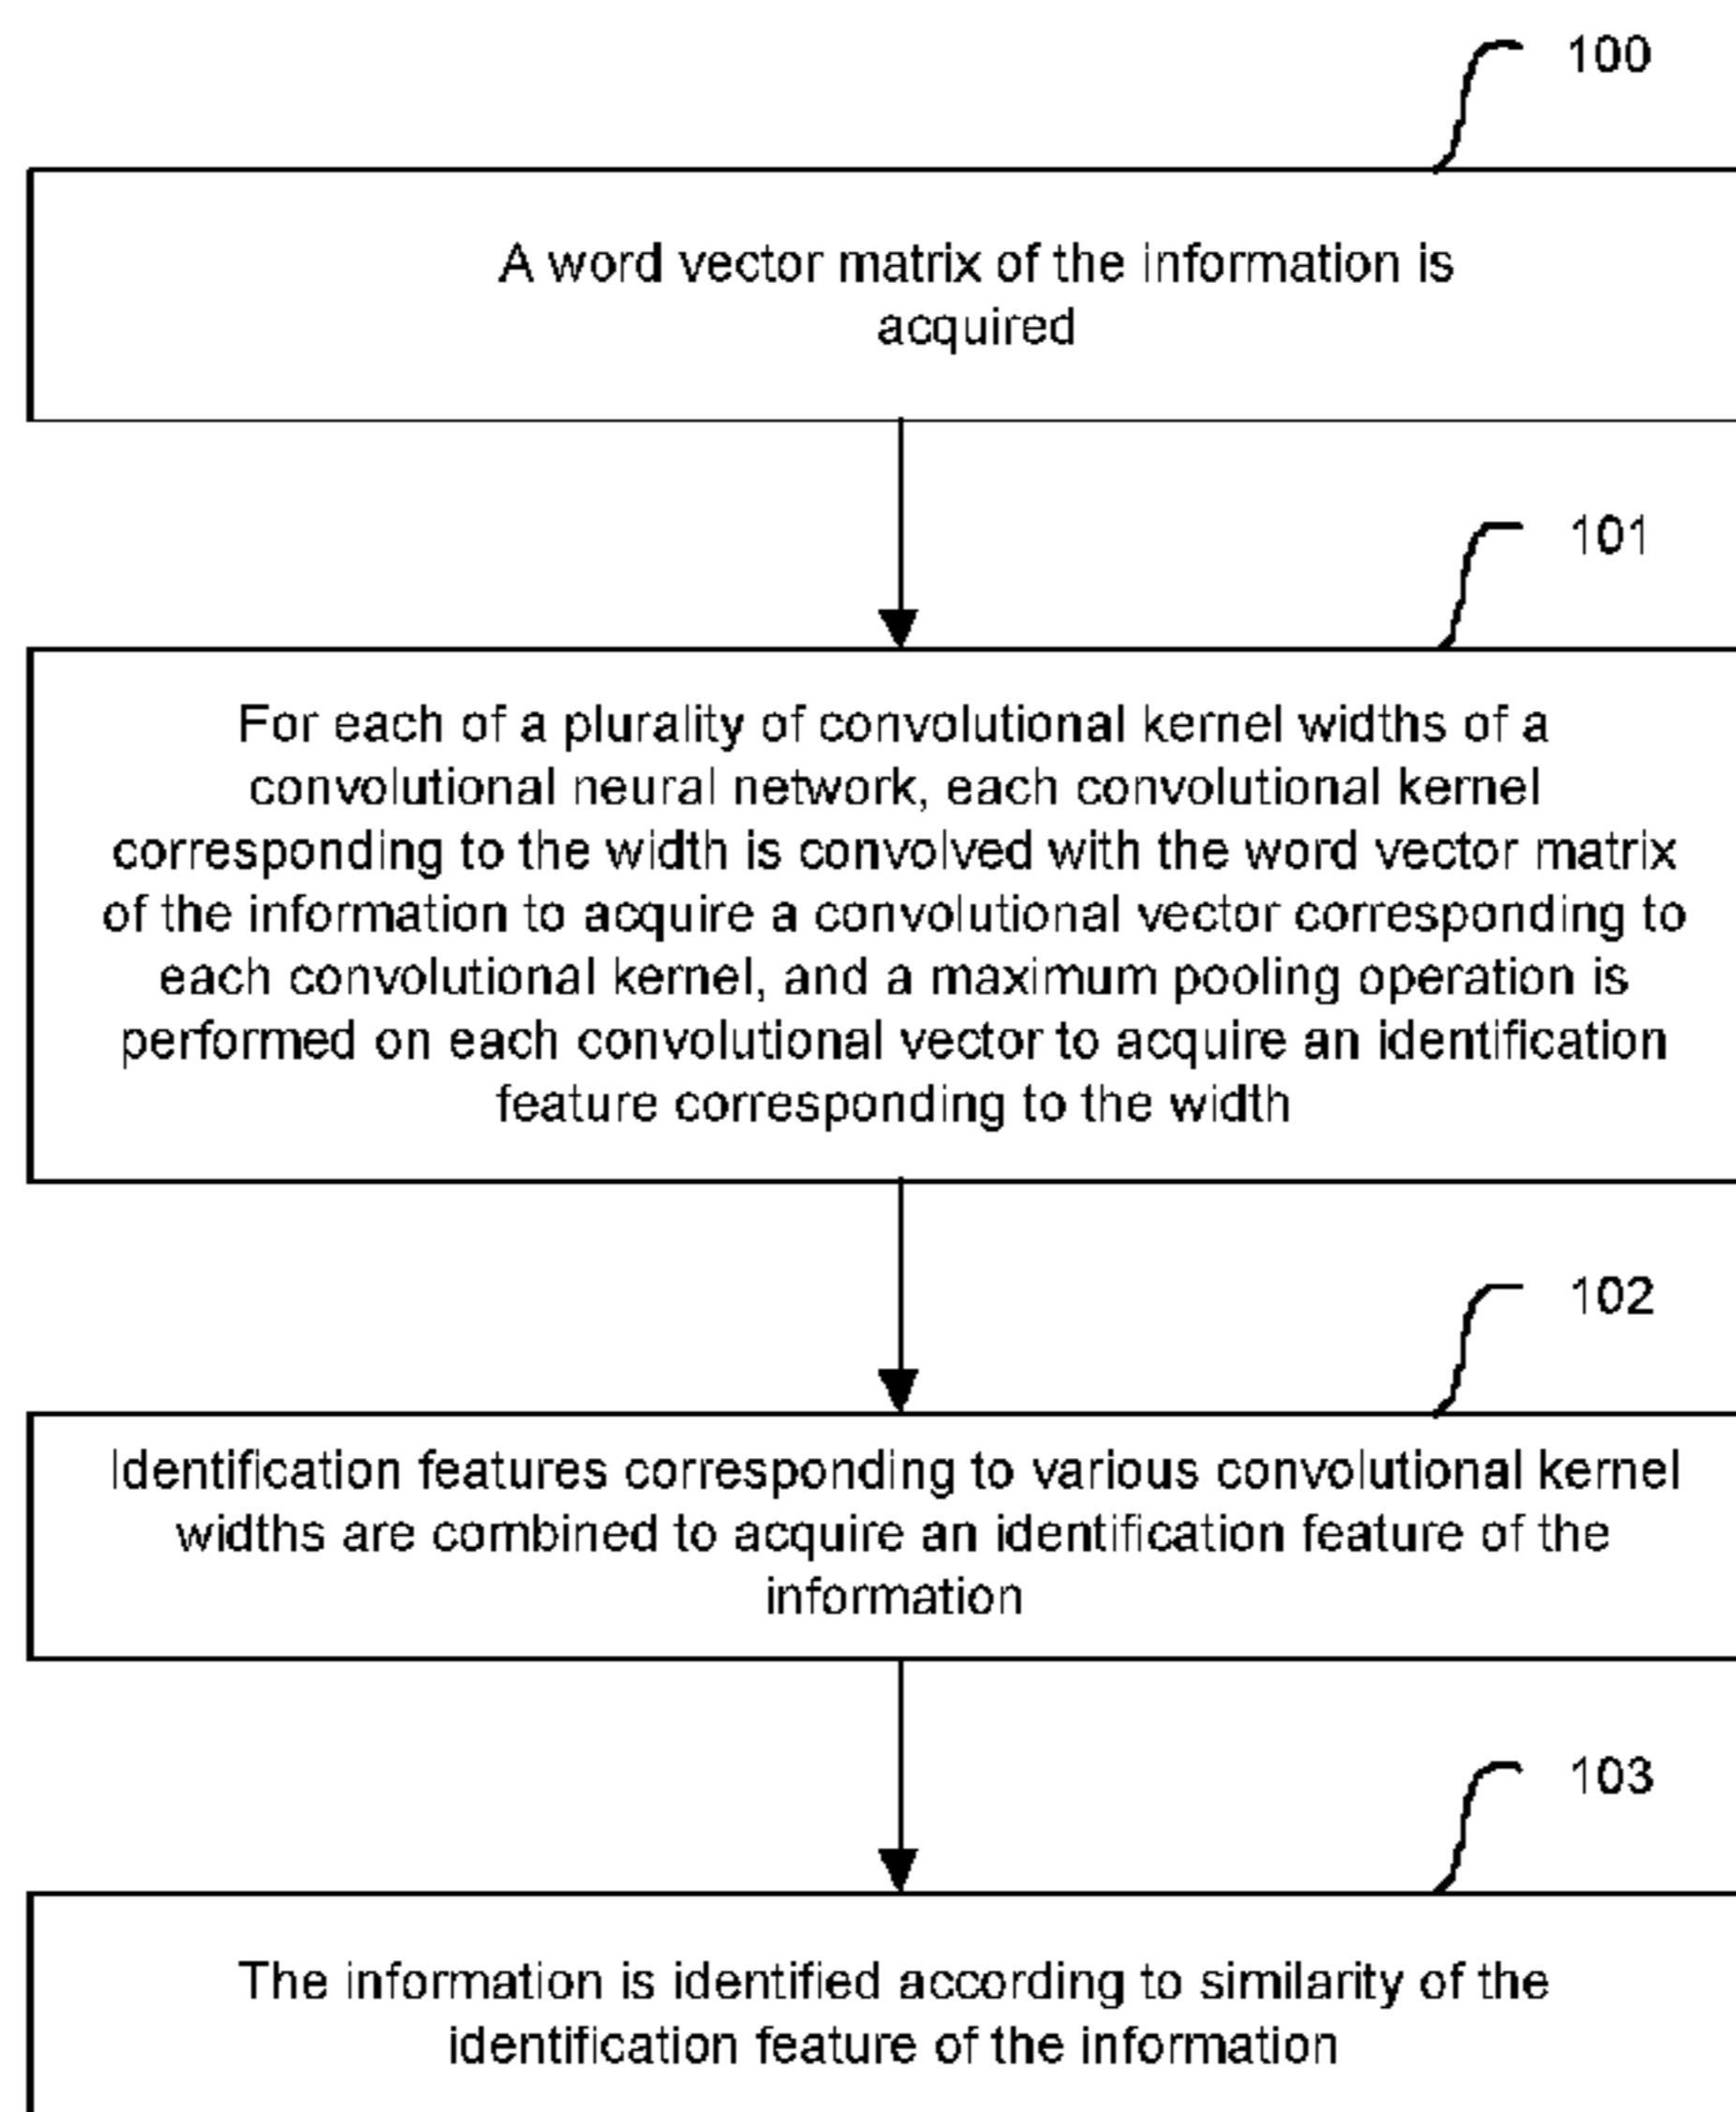 100
A word vector matrix of the information is
acquired
101
For each of a plurality of convolutional kernel widths of a
convolutional neural network, each convolutional kernel
corresponding to the width is convolved with the word vector matrix
of the information to acquire a convolutional vector corresponding to
each convolutional kernel, and a maximum pooling operation is
performed on each convolutional vector to acquire an identification
feature corresponding to the width
102
Identification features corresponding to various convolutional kernel
widths are combined to acquire an identification feature of the
information
103
The information is identified according to similarity of the
identification feature of the information